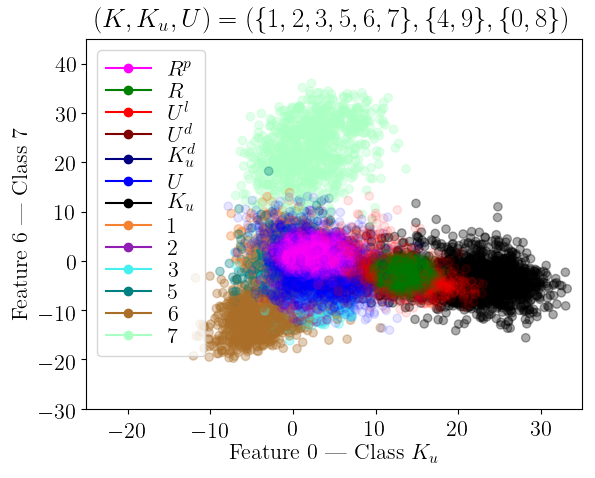 (K, K_u, U) = ({1, 2, 3, 5, 6, 7}, {4, 9}, {0, 8})
Feature 6 — Class 7
40
30
20
10
0
−10
−20
−30
R^p
R
U^l
U^d
K_u^d
U
K_u
1
2
3
5
6
7
−20 −10 0 10 20 30
Feature 0 — Class K_u